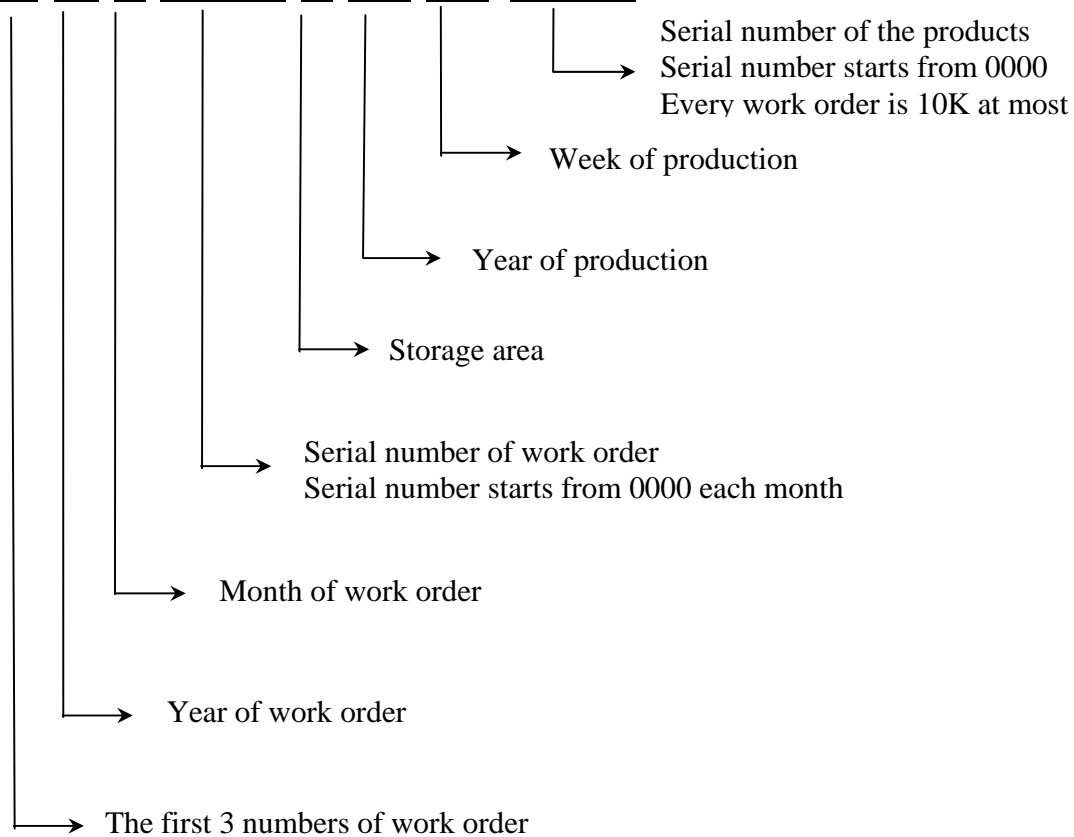 Serial number of the products
Serial number starts from 0000
Every work order is 10K at most
Week of production
Year of production
Storage area
Serial number of work order
Serial number starts from 0000 each month
Month of work order
Year of work order
The first 3 numbers of work order